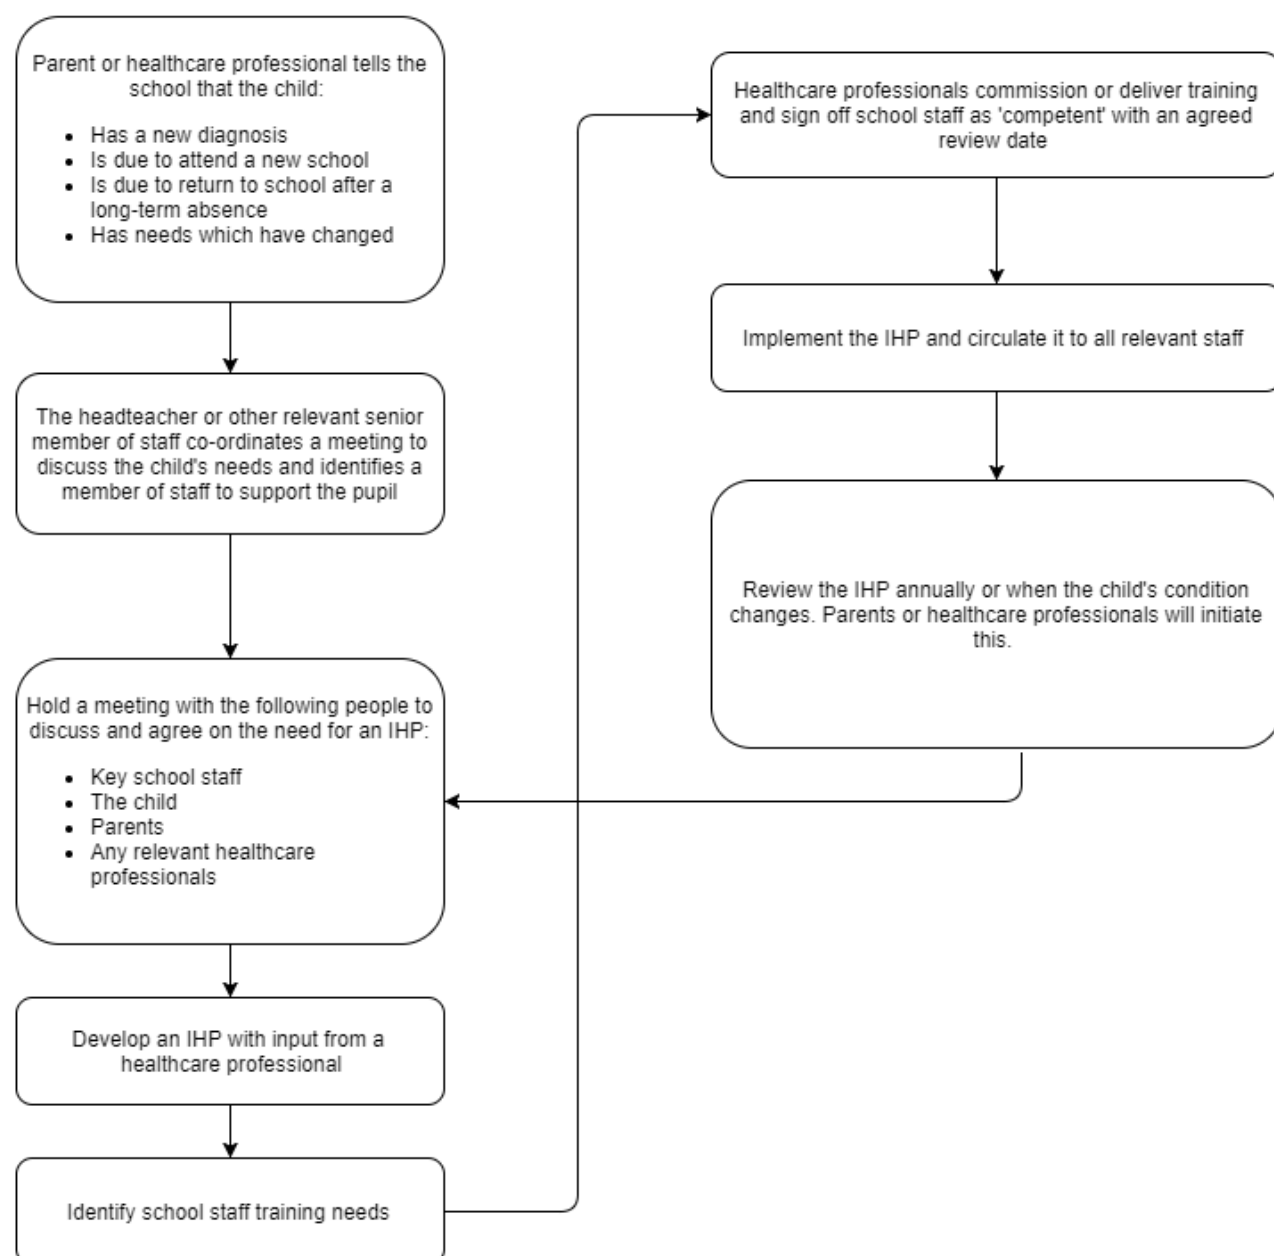 Parent or healthcare professional tells the
school that the child:
• Has a new diagnosis
• Is due to attend a new school
• Is due to return to school after a
long-term absence
• Has needs which have changed
The headteacher or other relevant senior
member of staff co-ordinates a meeting to
discuss the child's needs and identifies a
member of staff to support the pupil
Hold a meeting with the following people to
discuss and agree on the need for an IHP:
• Key school staff
• The child
• Parents
• Any relevant healthcare
professionals
Develop an IHP with input from a
healthcare professional
Identify school staff training needs
Healthcare professionals commission or deliver training
and sign off school staff as 'competent' with an agreed
review date
Implement the IHP and circulate it to all relevant staff
Review the IHP annually or when the child's condition
changes. Parents or healthcare professionals will initiate
this.